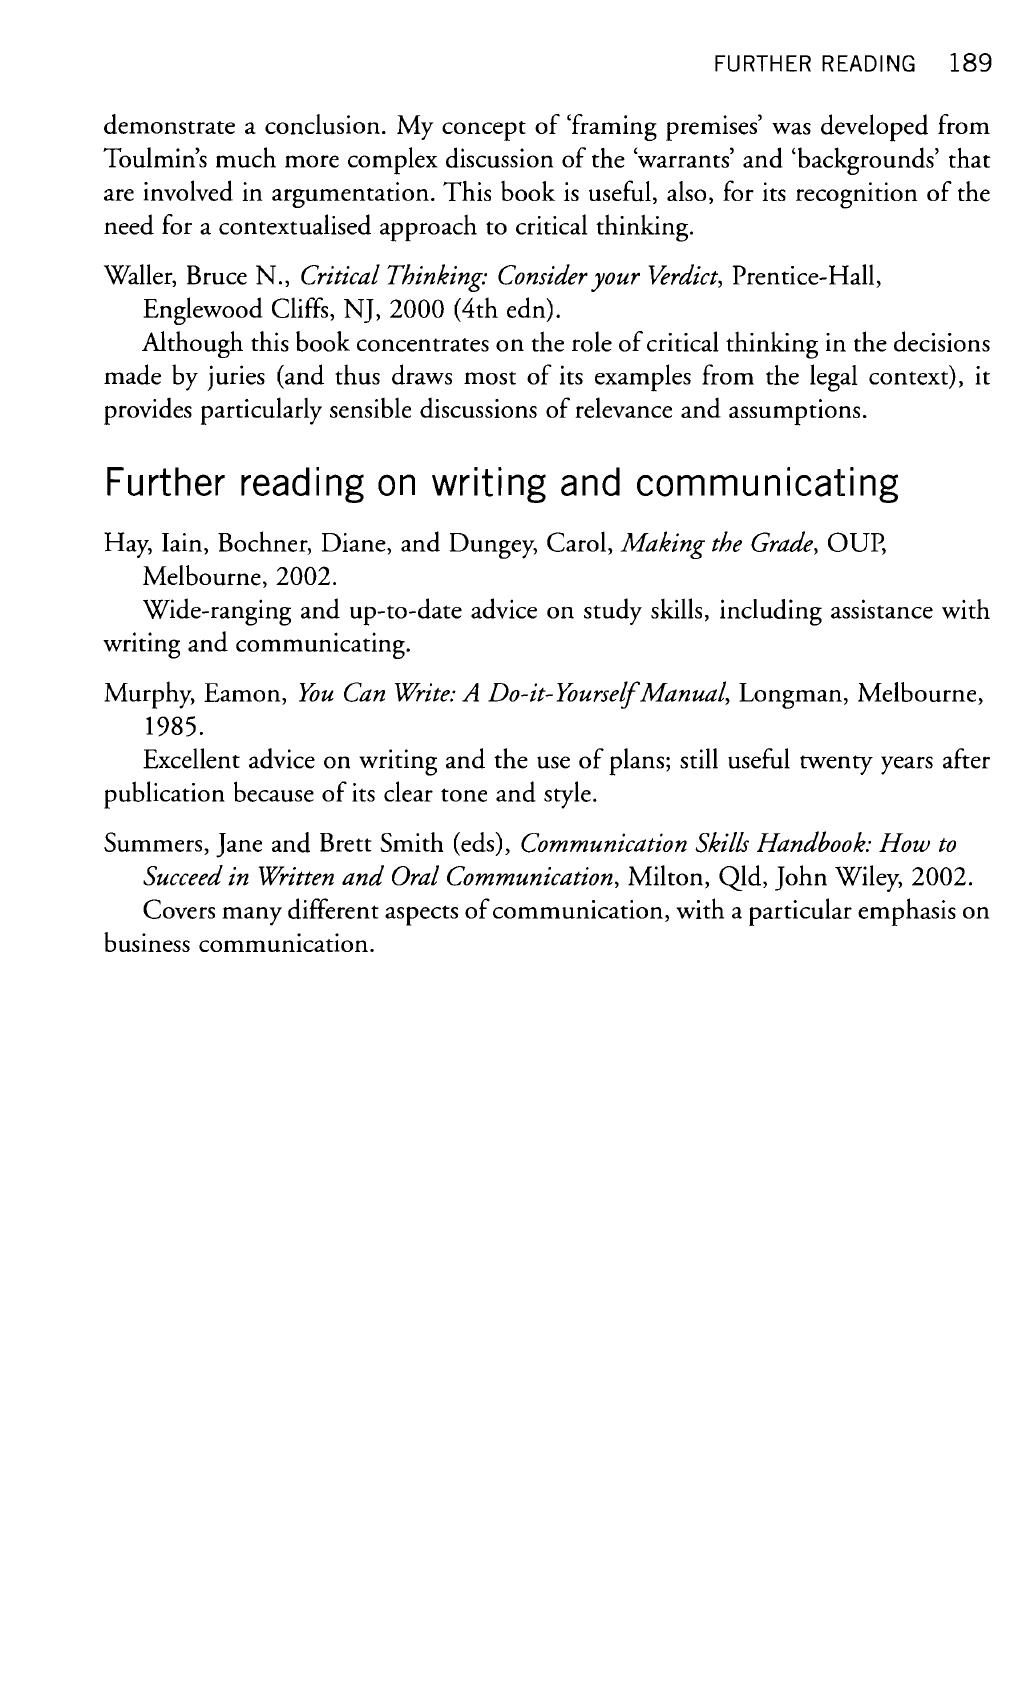 FURTHER READING 189
demonstrate a conclusion. My concept of ‘framing premises’ was developed from
Toulmin’s much more complex discussion of the ‘warrants’ and ‘backgrounds’ that
are involved in argumentation. This book is useful, also, for its recognition of the
need for a contextualised approach to critical thinking.
Waller, Bruce N., Critical Thinking: Consider your Verdict, Prentice-Hall,
Englewood Cliffs, NJ, 2000 (4th edn).
Although this book concentrates on the role of critical thinking in the decisions
made by juries (and thus draws most of its examples from the legal context), it
provides particularly sensible discussions of relevance and assumptions.
Further reading on writing and communicating
Hay, Iain, Bochner, Diane, and Dungey, Carol, Making the Grade, OUP,
Melbourne, 2002.
Wide-ranging and up-to-date advice on study skills, including assistance with
writing and communicating.
Murphy, Eamon, You Can Write: A Do-it-Yourself Manual, Longman, Melbourne,
1985.
Excellent advice on writing and the use of plans; still useful twenty years after
publication because of its clear tone and style.
Summers, Jane and Brett Smith (eds), Communication Skills Handbook: How to
Succeed in Written and Oral Communication, Milton, Qld, John Wiley, 2002.
Covers many different aspects of communication, with a particular emphasis on
business communication.